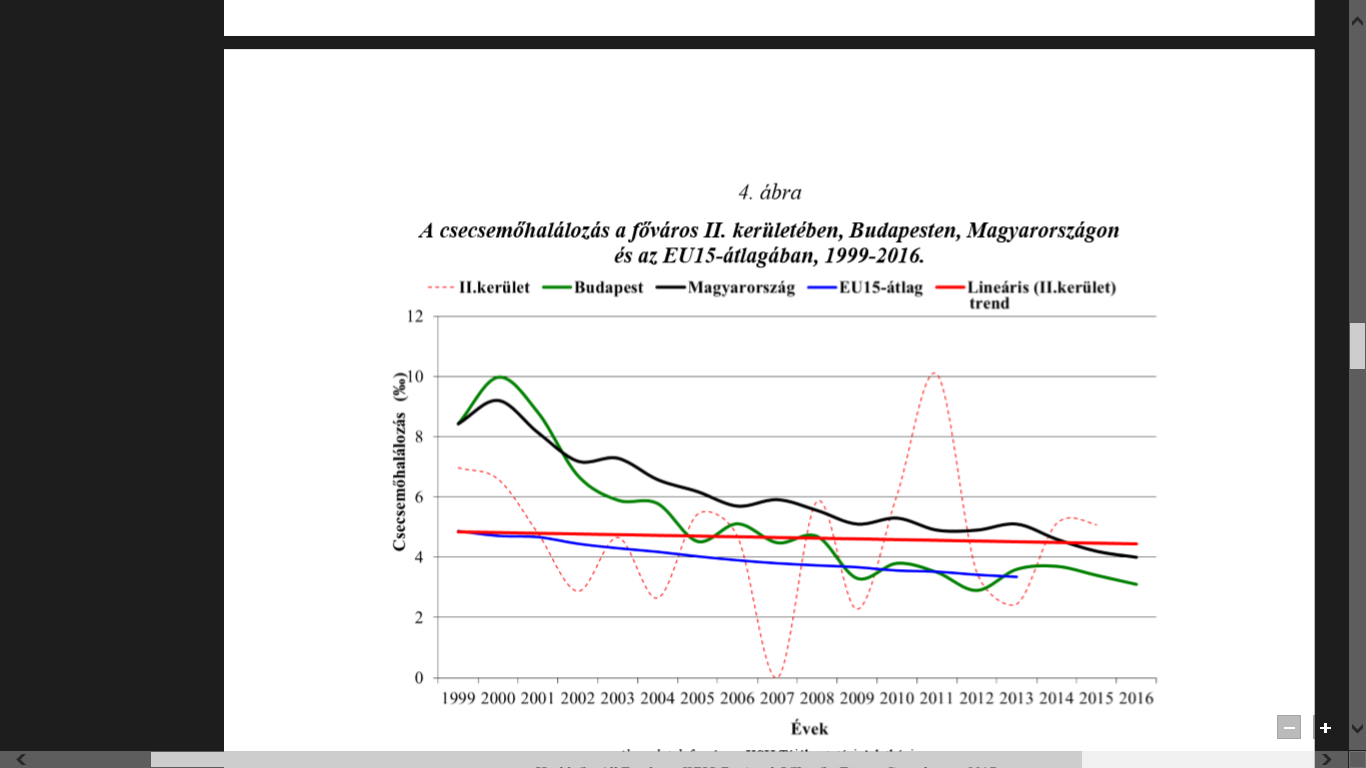 4. ábra
A csecsemőhalálozás a főváros II. kerületében, Budapesten, Magyarországon
és az EU15-átlagában, 1999-2016.
II.kerület Budapest Magyarország EU15-átlag Lineáris (II.kerület)
trend
Csecsemőhalálozás (‰)
12
10
8
6
4
2
0
1999 2000 2001 2002 2003 2004 2005 2006 2007 2008 2009 2010 2011 2012 2013 2014 2015 2016
Évek